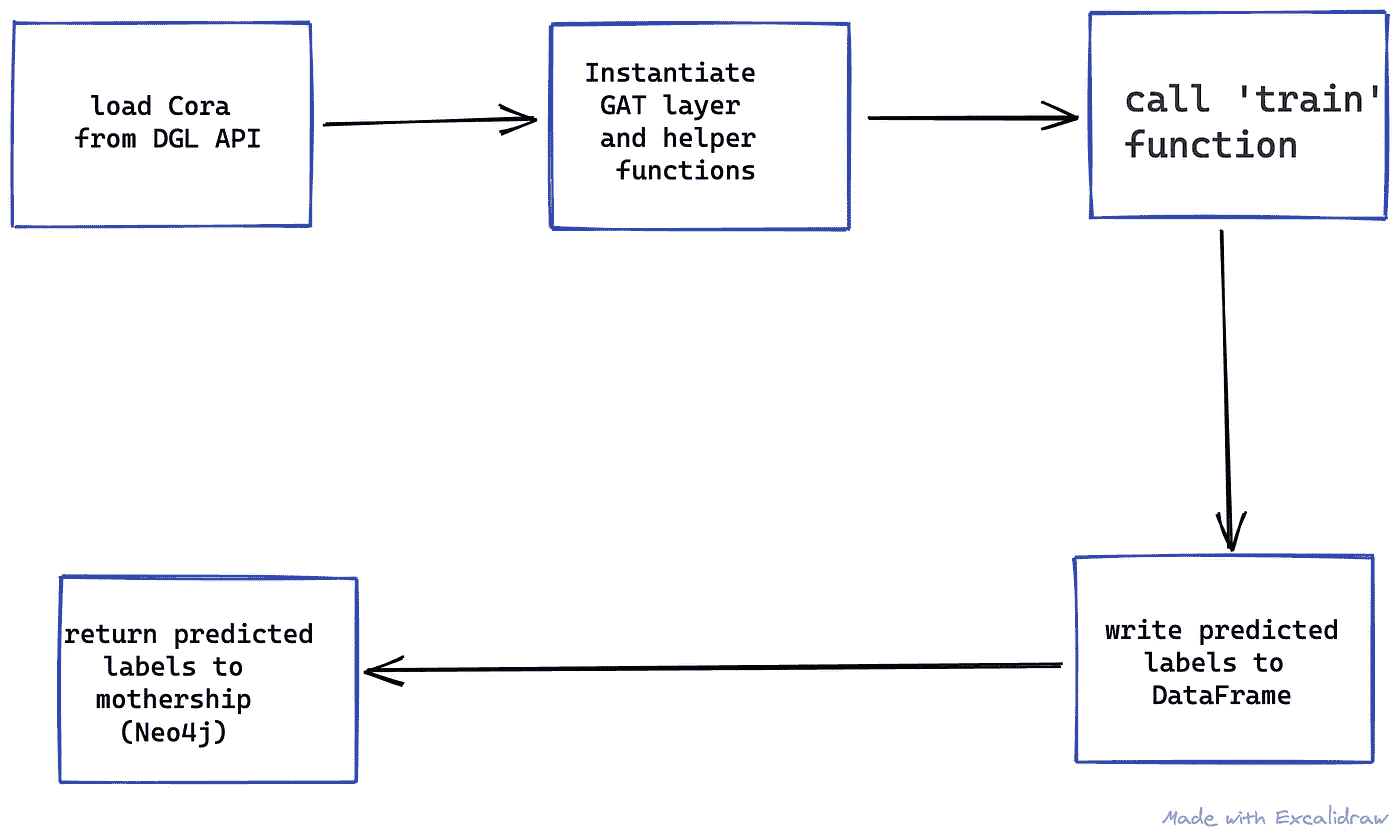 load Cora
from DGL API
Instantiate
GAT layer
and helper
functions
call 'train'
function
write predicted
labels to
DataFrame
return predicted
labels to
mothership
(Neo4j)
Made with Excalidraw